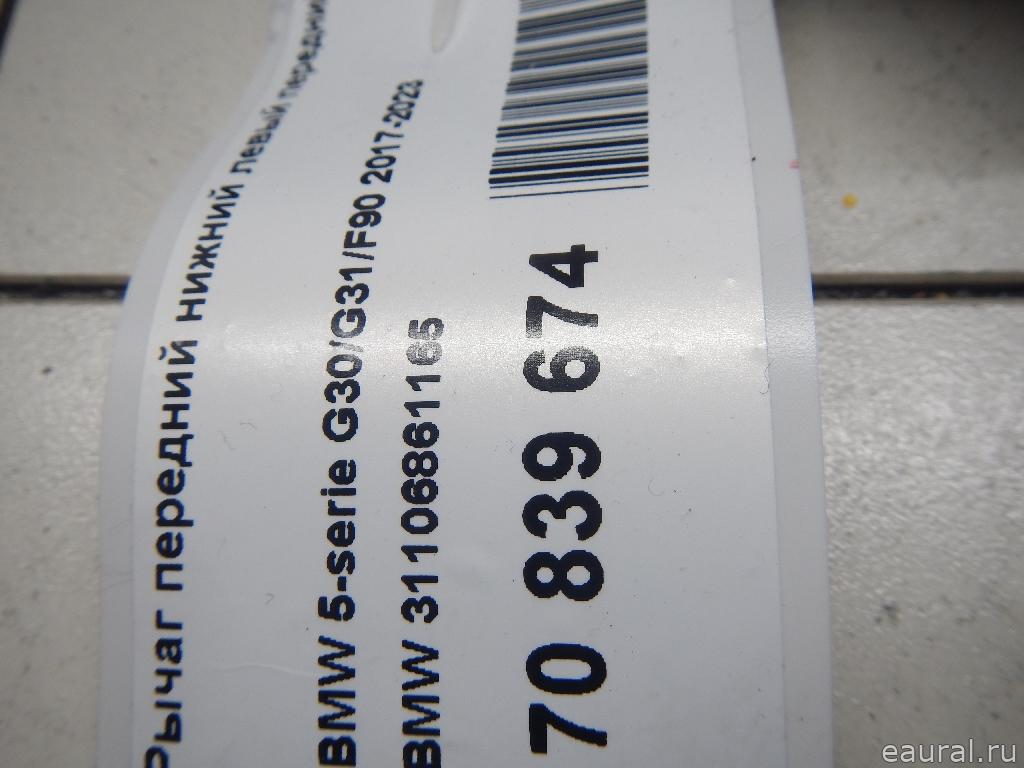 Рычаг передний нижний левый передний
BMW 5-serie G30/G31/F90 2017-2023
BMW 31106861165
70 839 674
eaural.ru